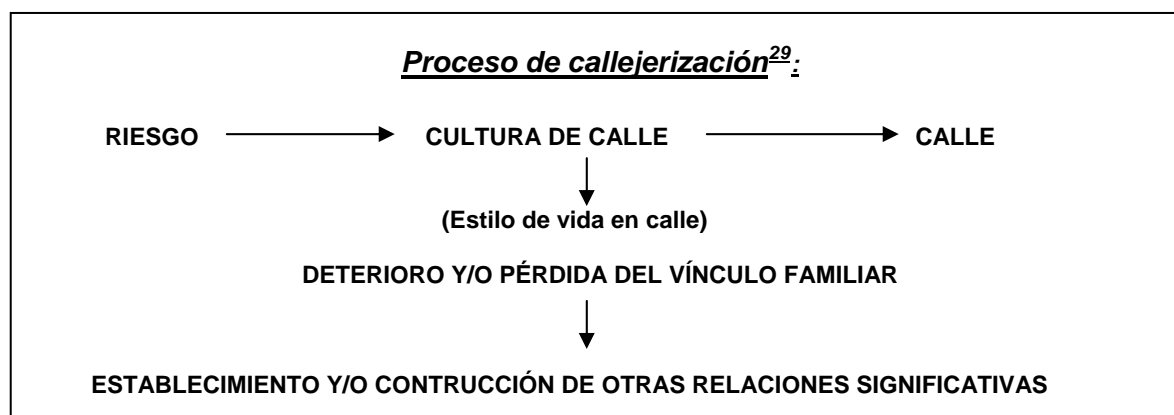 Proceso de callejerización29:
RIESGO CULTURA DE CALLE CALLE
(Estilo de vida en calle)
DETERIORO Y/O PÉRDIDA DEL VÍNCULO FAMILIAR
ESTABLECIMIENTO Y/O CONTRUCCIÓN DE OTRAS RELACIONES SIGNIFICATIVAS